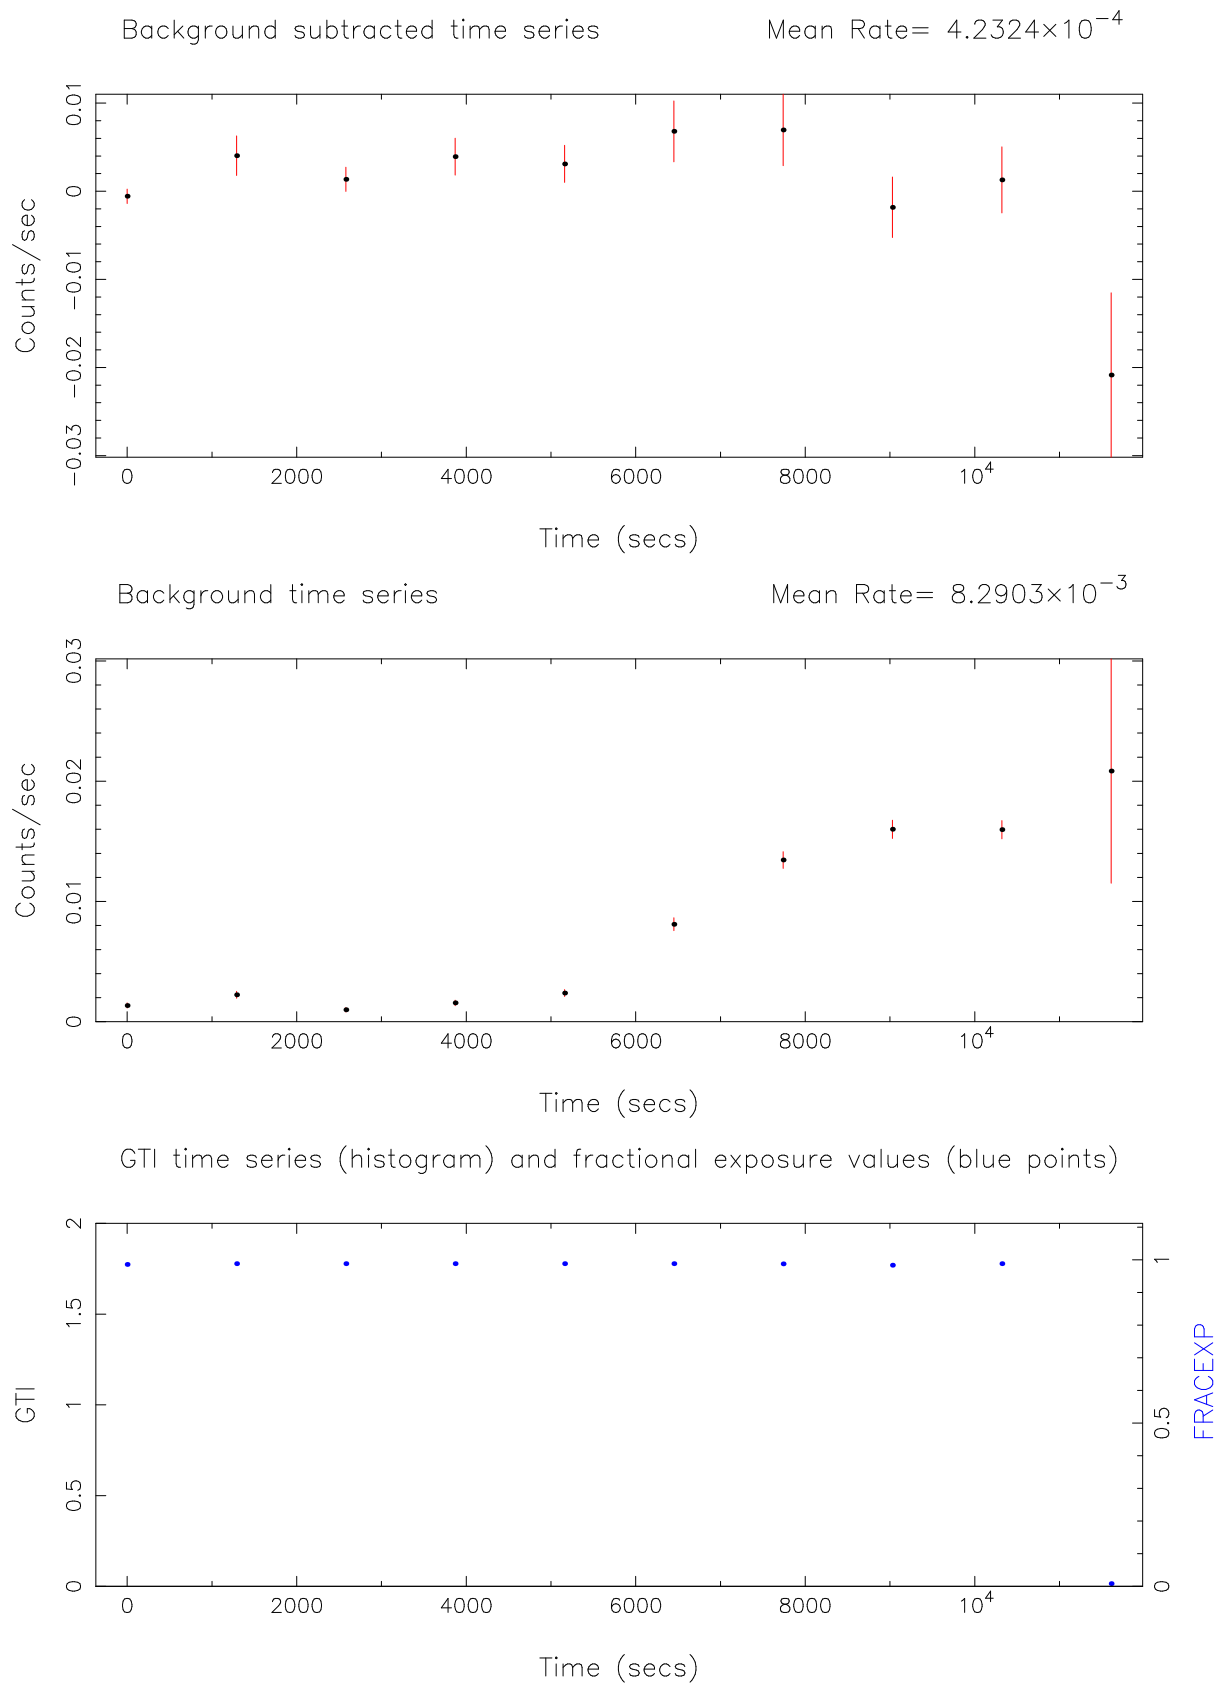 Background subtracted time series Mean Rate= 4.2324×10⁻⁴
0.01
0
−0.01
−0.02
−0.03
Counts/sec
0 2000 4000 6000 8000 10⁴
Time (secs)
Background time series Mean Rate= 8.2903×10⁻³
0.03
0.02
0.01
0
Counts/sec
0 2000 4000 6000 8000 10⁴
Time (secs)
GTI time series (histogram) and fractional exposure values (blue points)
2
1.5
1
0.5
0
GTI
1
0.5
0
FRACEXP
0 2000 4000 6000 8000 10⁴
Time (secs)